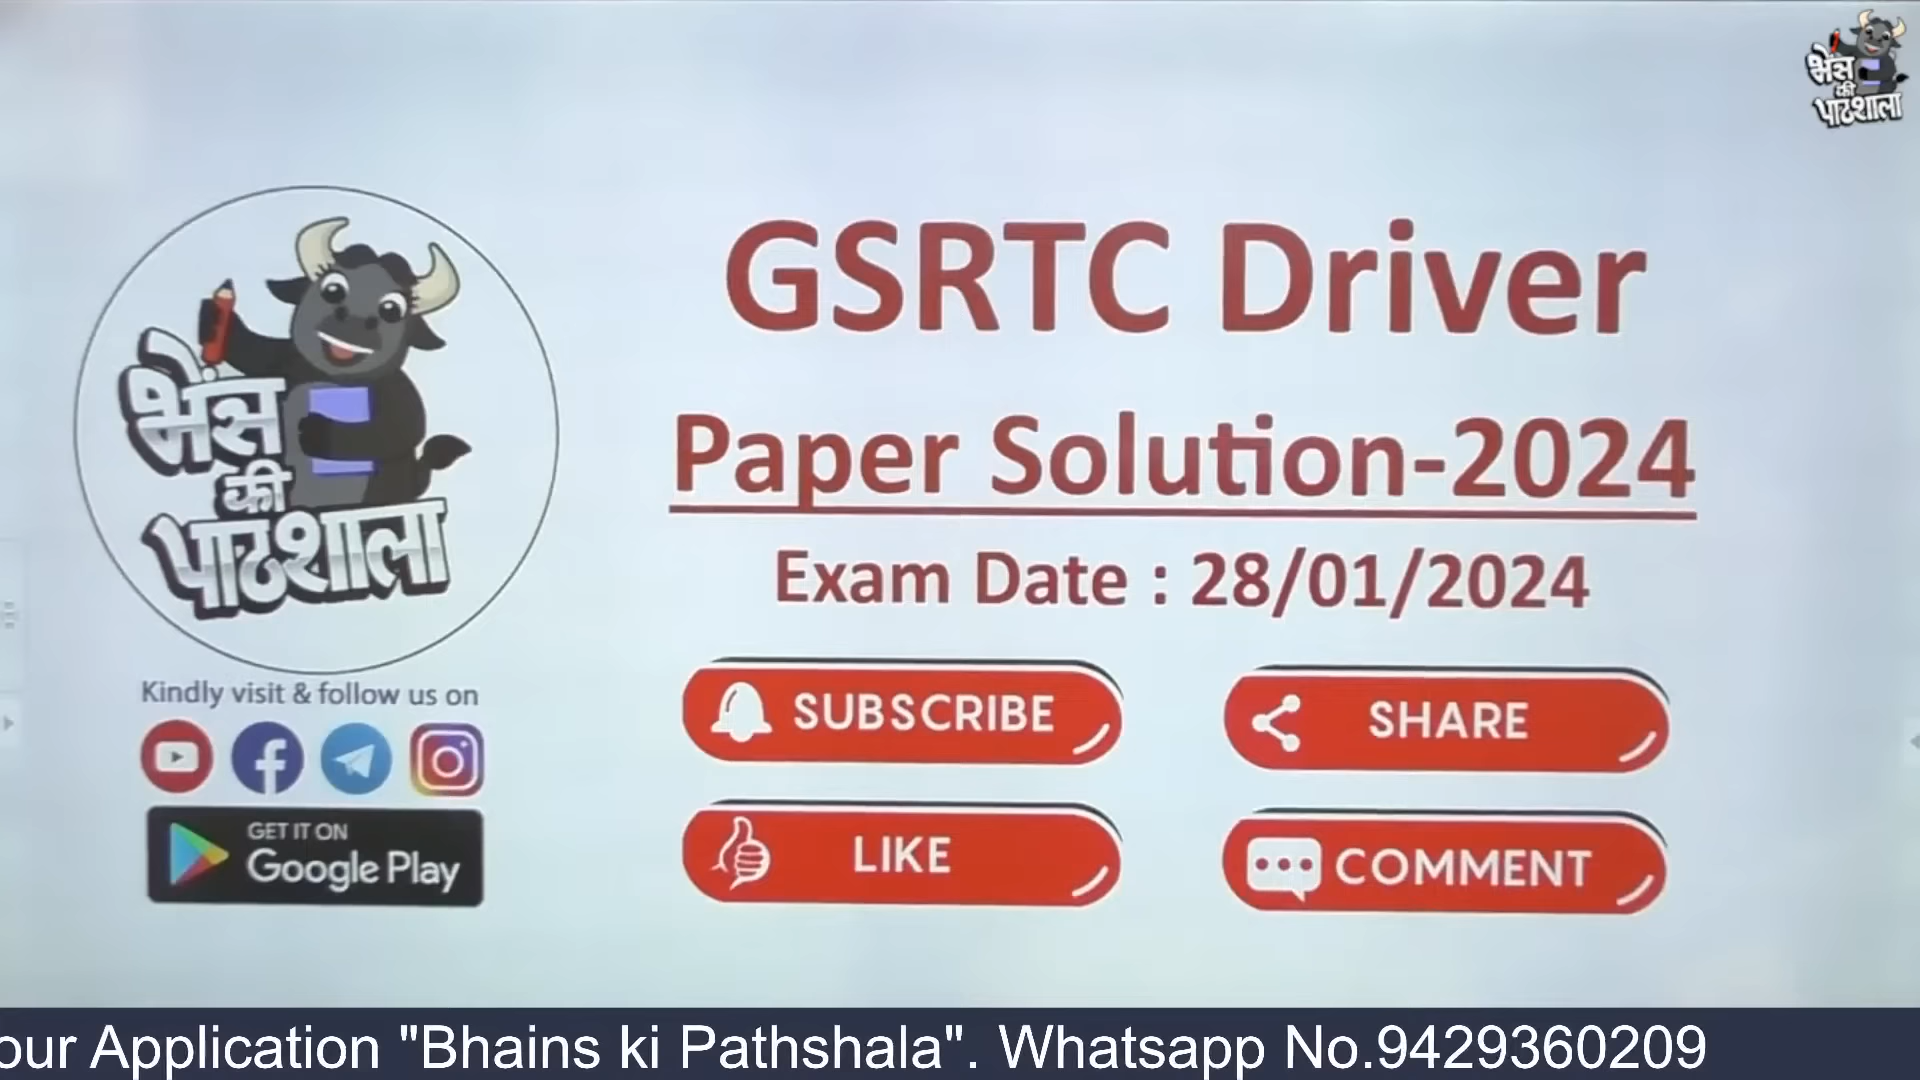 भैंस
की
पाठशाला
GSRTC Driver
Paper Solution-2024
Exam Date : 28/01/2024
भैंस
की
पाठशाला
Kindly visit & follow us on
GET IT ON
Google Play
SUBSCRIBE
SHARE
LIKE
COMMENT
our Application "Bhains ki Pathshala". Whatsapp No.9429360209